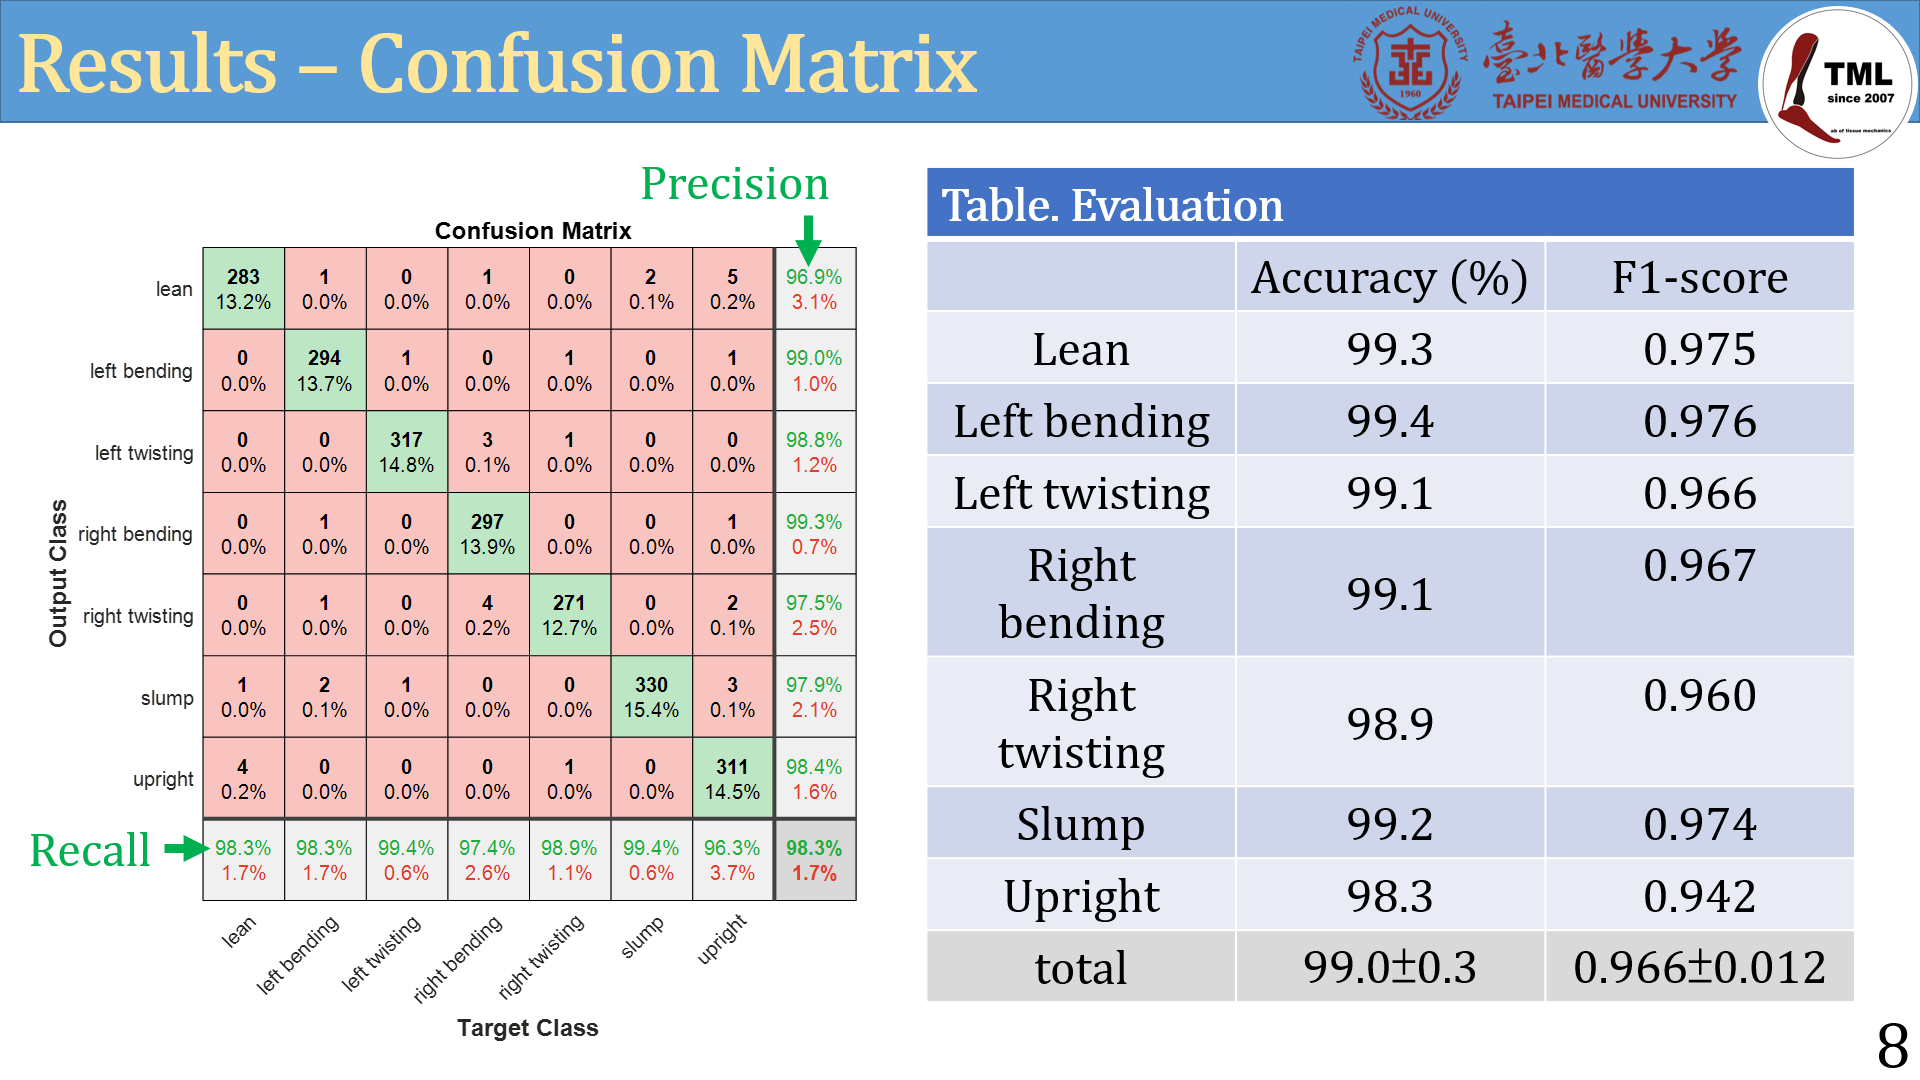 Results – Confusion Matrix
TAIPEI MEDICAL UNIVERSITY
1960
臺北醫學大學
TAIPEI MEDICAL UNIVERSITY
TML
since 2007
ab of tissue mechanics
Precision
Confusion Matrix
Output Class
lean
283 1 0 1 0 2 5 96.9%
13.2% 0.0% 0.0% 0.0% 0.0% 0.1% 0.2% 3.1%
left bending
0 294 1 0 1 0 1 99.0%
0.0% 13.7% 0.0% 0.0% 0.0% 0.0% 0.0% 1.0%
left twisting
0 0 317 3 1 0 0 98.8%
0.0% 0.0% 14.8% 0.1% 0.0% 0.0% 0.0% 1.2%
right bending
0 1 0 297 0 0 1 99.3%
0.0% 0.0% 0.0% 13.9% 0.0% 0.0% 0.0% 0.7%
right twisting
0 1 0 4 271 0 2 97.5%
0.0% 0.0% 0.0% 0.2% 12.7% 0.0% 0.1% 2.5%
slump
1 2 1 0 0 330 3 97.9%
0.0% 0.1% 0.0% 0.0% 0.0% 15.4% 0.1% 2.1%
upright
4 0 0 0 1 0 311 98.4%
0.2% 0.0% 0.0% 0.0% 0.0% 0.0% 14.5% 1.6%
Recall
98.3% 98.3% 99.4% 97.4% 98.9% 99.4% 96.3% 98.3%
1.7% 1.7% 0.6% 2.6% 1.1% 0.6% 3.7% 1.7%
lean left bending left twisting right bending right twisting slump upright
Target Class
Table. Evaluation
Accuracy (%) F1-score
Lean 99.3 0.975
Left bending 99.4 0.976
Left twisting 99.1 0.966
Right
bending 99.1 0.967
Right
twisting 98.9 0.960
Slump 99.2 0.974
Upright 98.3 0.942
total 99.0±0.3 0.966±0.012
8